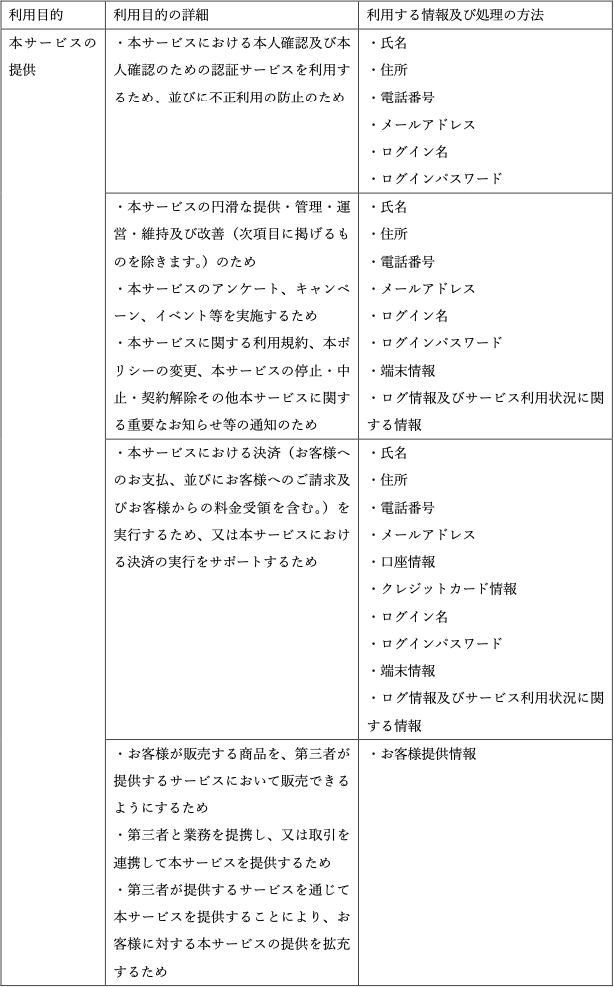 利用目的
利用目的の詳細
利用する情報及び処理の方法
本サービスの
提供
・本サービスにおける本人確認及び本
人確認のための認証サービスを利用す
るため、並びに不正利用の防止のため
・氏名
・住所
・電話番号
・メールアドレス
・ログイン名
・ログインパスワード
・本サービスの円滑な提供・管理・運
営・維持及び改善（次項目に掲げるも
のを除きます。）のため
・本サービスのアンケート、キャンペ
ーン、イベント等を実施するため
・本サービスに関する利用規約、本ポ
リシーの変更、本サービスの停止・中
止・契約解除その他本サービスに関す
る重要なお知らせ等の通知のため
・氏名
・住所
・電話番号
・メールアドレス
・ログイン名
・ログインパスワード
・端末情報
・ログ情報及びサービス利用状況に関
する情報
・本サービスにおける決済（お客様へ
のお支払、並びにお客様へのご請求及
びお客様からの料金受領を含む。）を
実行するため、又は本サービスにおけ
る決済の実行をサポートするため
・氏名
・住所
・電話番号
・メールアドレス
・口座情報
・クレジットカード情報
・ログイン名
・ログインパスワード
・端末情報
・ログ情報及びサービス利用状況に関
する情報
・お客様が販売する商品を、第三者が
提供するサービスにおいて販売できる
ようにするため
・第三者と業務を提携し、又は取引を
連携して本サービスを提供するため
・第三者が提供するサービスを通じて
本サービスを提供することにより、お
客様に対する本サービスの提供を拡充
するため
・お客様提供情報